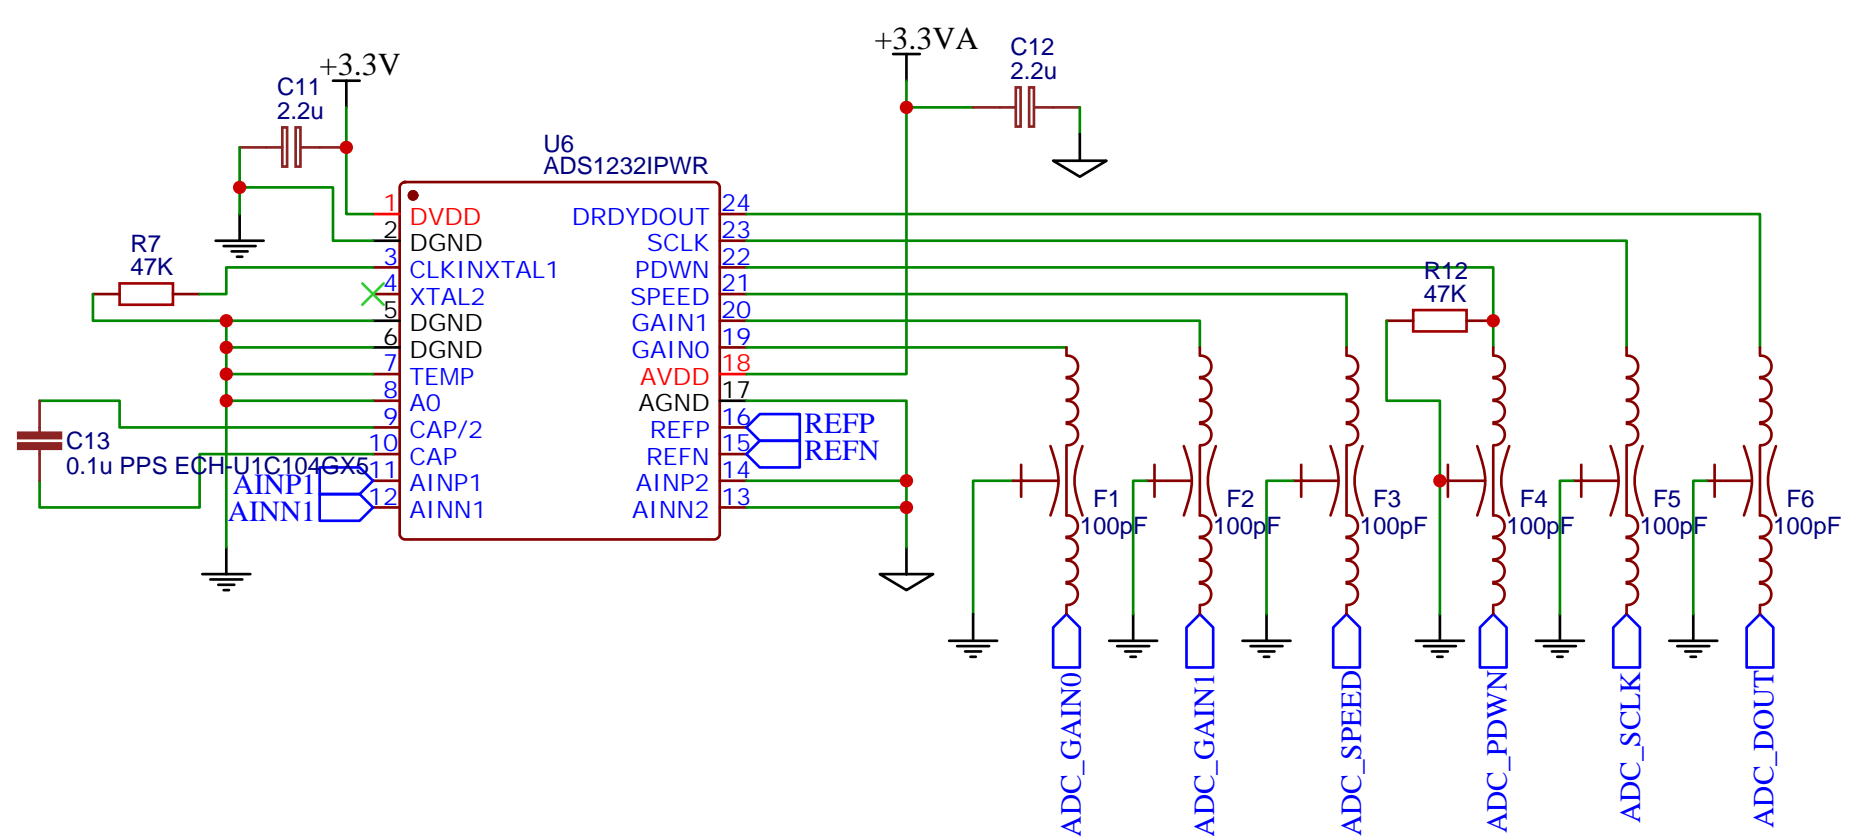 +3.3V
C11
2.2u
+3.3VA
C12
2.2u
U6
ADS1232IPWR
1
DVDD
2
DGND
3
CLKINXTAL1
4
XTAL2
5
DGND
6
DGND
7
TEMP
8
A0
9
CAP/2
10
CAP
11
AINP1
12
AINN1
24
DRDYDOUT
23
SCLK
22
PDWN
21
SPEED
20
GAIN1
19
GAIN0
18
AVDD
17
AGND
16
REFP
15
REFN
14
AINP2
13
AINN2
R7
47K
R12
47K
C13
0.1u PPS ECH-U1C104GX5
AINP1
AINN1
REFP
REFN
F1
100pF
F2
100pF
F3
100pF
F4
100pF
F5
100pF
F6
100pF
ADC_GAIN0
ADC_GAIN1
ADC_SPEED
ADC_PDWN
ADC_SCLK
ADC_DOUT